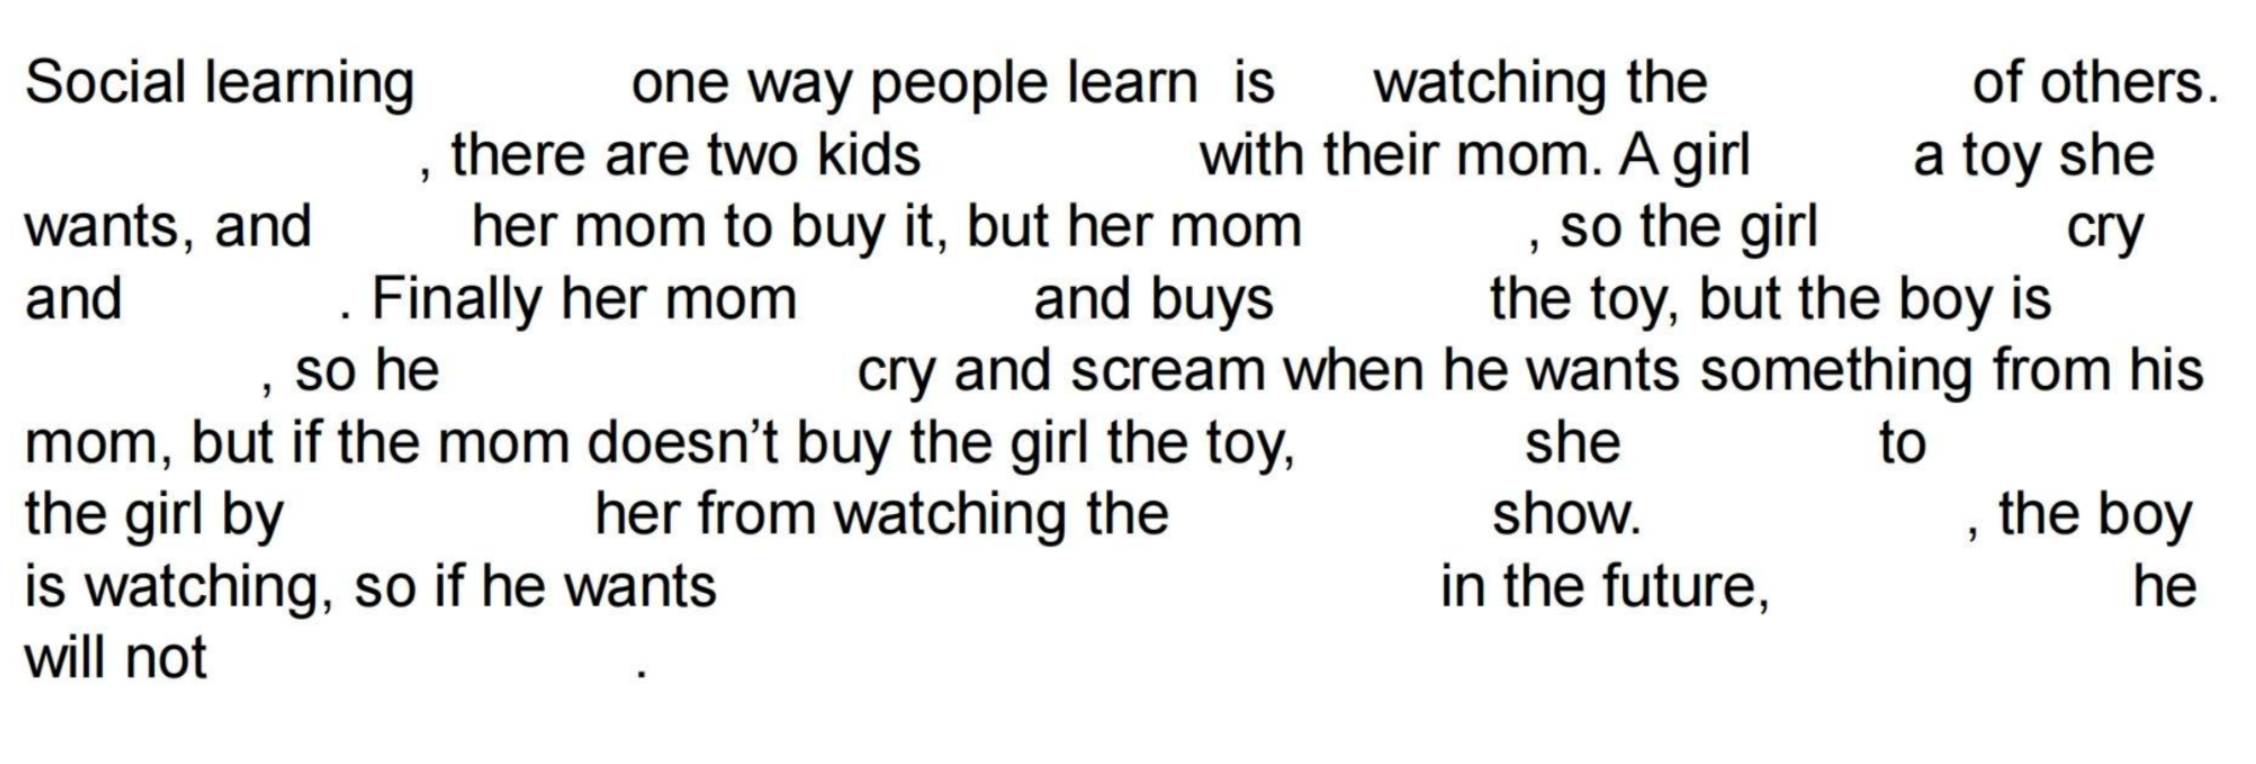 Social learning one way people learn is watching the of others.
, there are two kids with their mom. A girl a toy she
wants, and her mom to buy it, but her mom , so the girl cry
and . Finally her mom and buys the toy, but the boy is
, so he cry and scream when he wants something from his
mom, but if the mom doesn’t buy the girl the toy, she to
the girl by her from watching the show. , the boy
is watching, so if he wants in the future, he
will not .